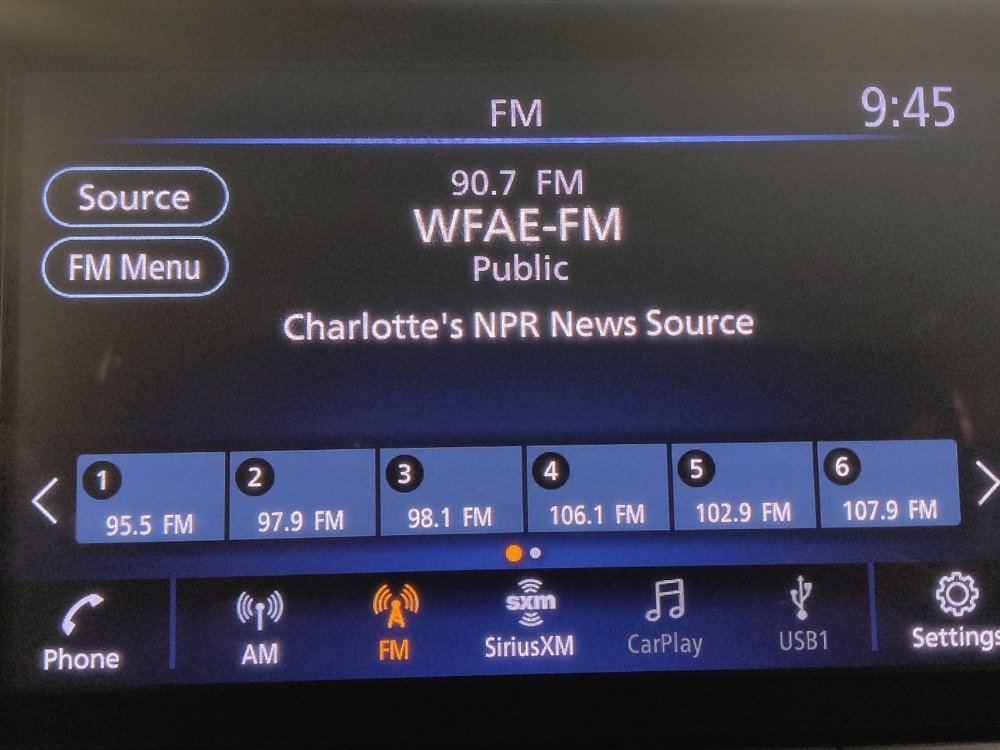 FM
9:45
Source
FM Menu
90.7 FM
WFAE-FM
Public
Charlotte's NPR News Source
1
2
3
4
5
6
95.5 FM
97.9 FM
98.1 FM
106.1 FM
102.9 FM
107.9 FM
sxm
Phone
AM
FM
SiriusXM
CarPlay
USB1
Settings